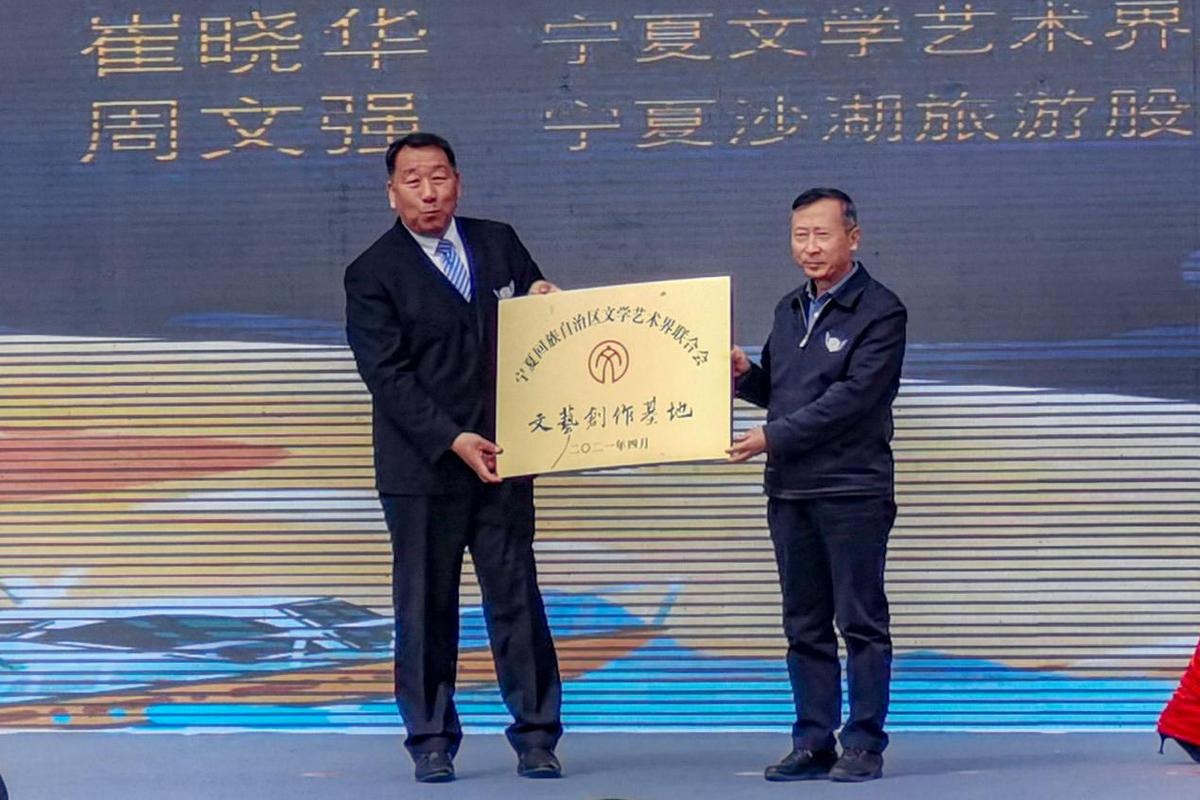 崔晓华 宁夏文学艺术界
周文强 宁夏沙湖旅游股
宁夏回族自治区文学艺术界联合会
文藝創作基地
二〇二一年四月